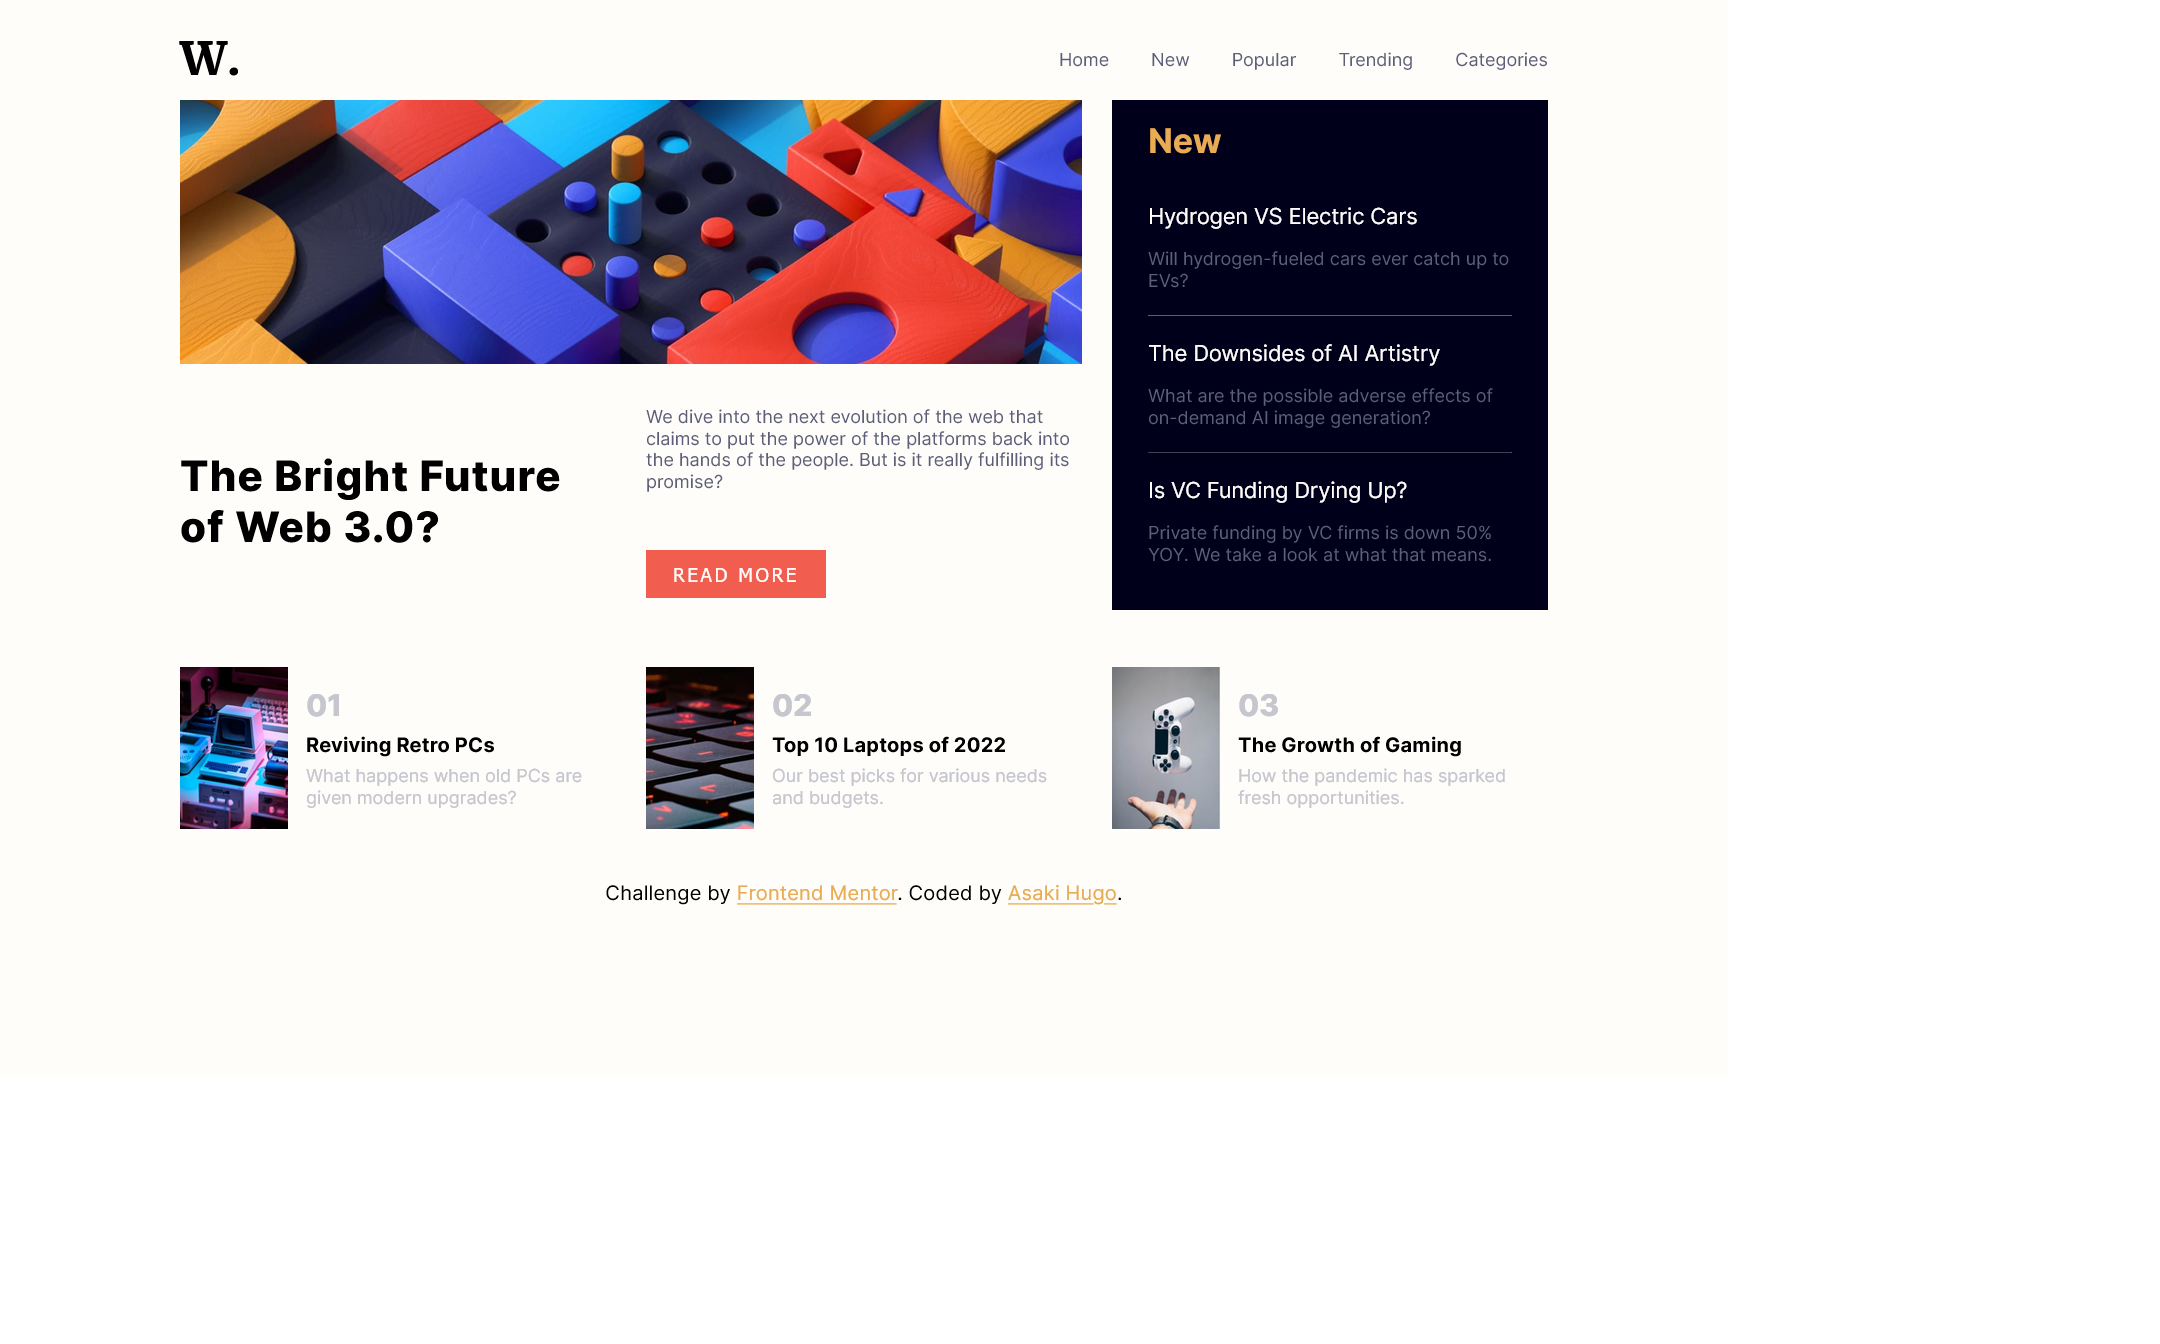 W.
Home New Popular Trending Categories
The Bright Future
of Web 3.0?
We dive into the next evolution of the web that
claims to put the power of the platforms back into
the hands of the people. But is it really fulfilling its
promise?
READ MORE
New
Hydrogen VS Electric Cars
Will hydrogen-fueled cars ever catch up to
EVs?
The Downsides of AI Artistry
What are the possible adverse effects of
on-demand AI image generation?
Is VC Funding Drying Up?
Private funding by VC firms is down 50%
YOY. We take a look at what that means.
01
Reviving Retro PCs
What happens when old PCs are
given modern upgrades?
02
Top 10 Laptops of 2022
Our best picks for various needs
and budgets.
03
The Growth of Gaming
How the pandemic has sparked
fresh opportunities.
Challenge by Frontend Mentor. Coded by Asaki Hugo.